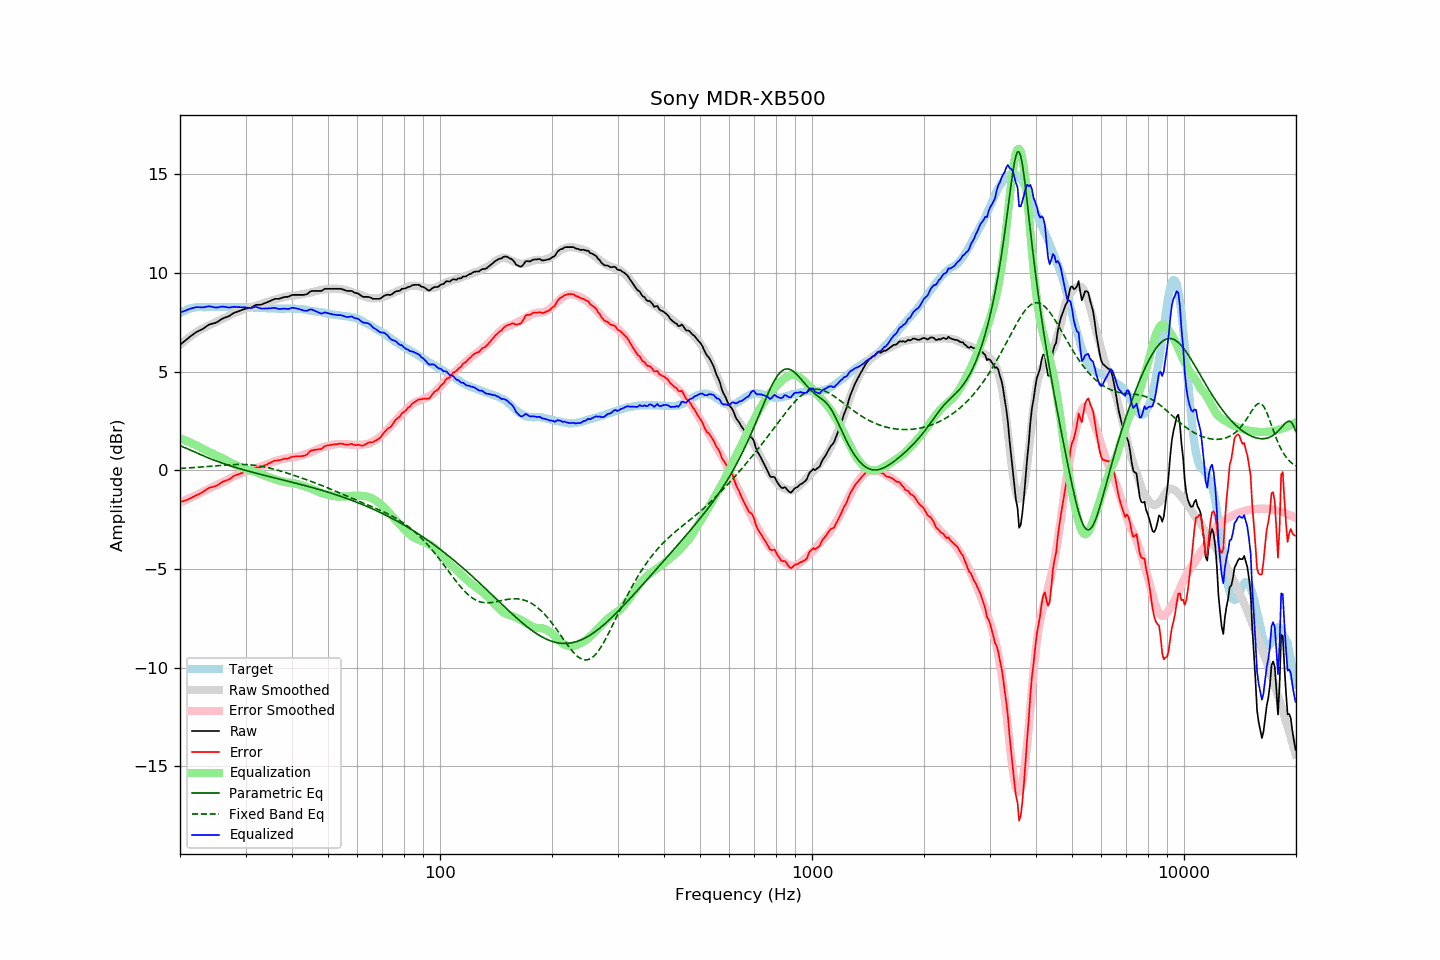 Sony MDR-XB500
Amplitude (dBr)
15
10
5
0
−5
−10
−15
Target
Raw Smoothed
Error Smoothed
Raw
Error
Equalization
Parametric Eq
Fixed Band Eq
Equalized
100
1000
10000
Frequency (Hz)